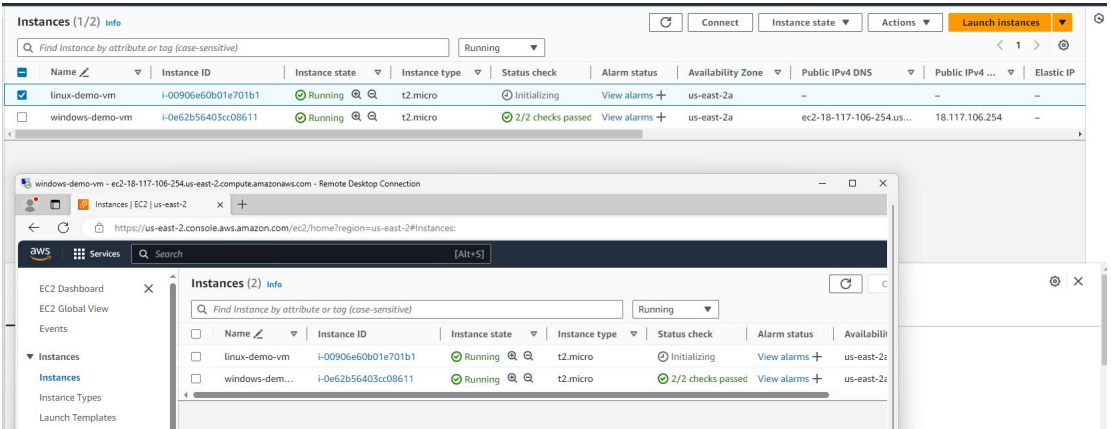 Instances (1/2) Info Connect Instance state ▼ Actions ▼ Launch instances ▼
Find Instance by attribute or tag (case-sensitive) Running ▼ < 1 >
Name Instance ID Instance state Instance type Status check Alarm status Availability Zone Public IPv4 DNS Public IPv4 ... Elastic IP
linux-demo-vm i-00906e60b01e701b1 Running t2.micro Initializing View alarms + us-east-2a – – –
windows-demo-vm i-0e62b56403cc08611 Running t2.micro 2/2 checks passed View alarms + us-east-2a ec2-18-117-106-254.us... 18.117.106.254 –
windows-demo-vm - ec2-18-117-106-254.us-east-2.compute.amazonaws.com - Remote Desktop Connection
Instances | EC2 | us-east-2
https://us-east-2.console.aws.amazon.com/ec2/home?region=us-east-2#Instances:
aws Services Search [Alt+S]
EC2 Dashboard
EC2 Global View
Events
Instances
Instances
Instance Types
Launch Templates
Instances (2) Info C
Find Instance by attribute or tag (case-sensitive) Running ▼
Name Instance ID Instance state Instance type Status check Alarm status Availabili
linux-demo-vm i-00906e60b01e701b1 Running t2.micro Initializing View alarms + us-east-2a
windows-dem... i-0e62b56403cc08611 Running t2.micro 2/2 checks passed View alarms + us-east-2a